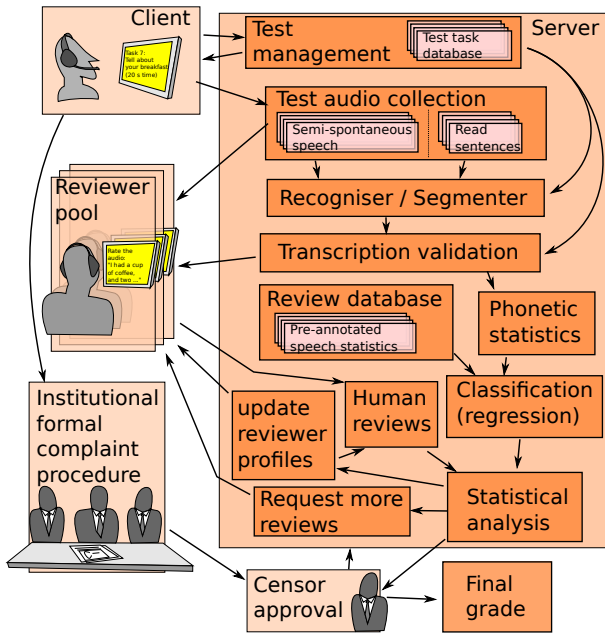 Client
Task 7:
Tell about
your breakfast
(20 s time)
Server
Test
management
Test task
database
Test audio collection
Semi-spontaneous
speech
Read
sentences
Recogniser / Segmenter
Reviewer
pool
Rate the
audio:
"I had a cup
of coffee,
and two ..."
Transcription validation
Review database
Pre-annotated
speech statistics
Phonetic
statistics
Classification
(regression)
Human
reviews
update
reviewer
profiles
Institutional
formal
complaint
procedure
Request more
reviews
Statistical
analysis
Censor
approval
Final
grade